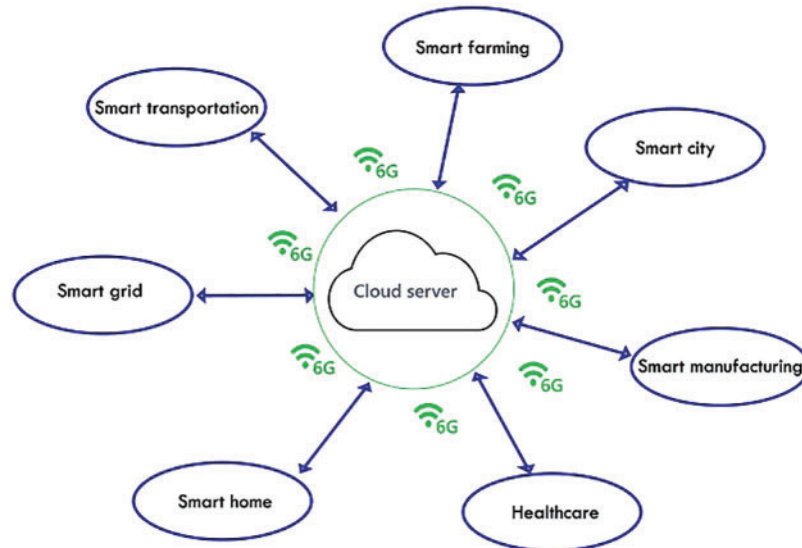 Smart farming
Smart transportation
Smart city
6G
6G
6G
Smart grid
Cloud server
6G
Smart manufacturing
6G
6G
6G
Smart home
Healthcare